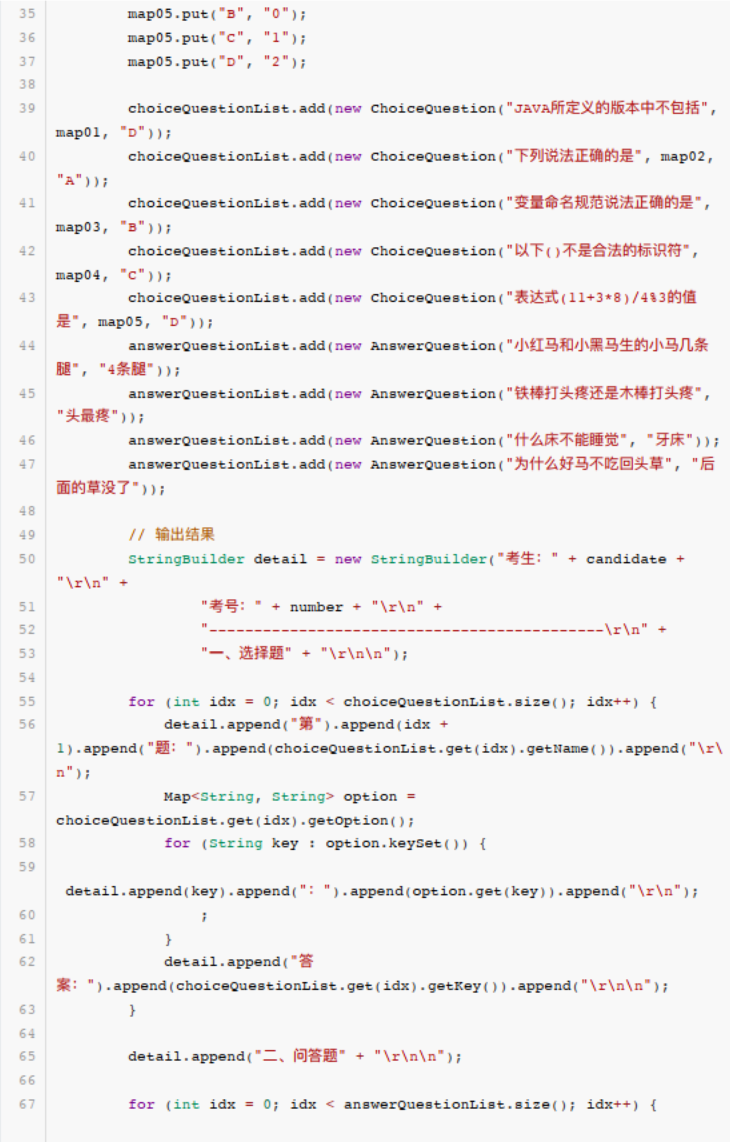 35 map05.put("B", "0");
36 map05.put("C", "1");
37 map05.put("D", "2");
38
39 choiceQuestionList.add(new ChoiceQuestion("JAVA所定义的版本中不包括",
map01, "D"));
40 choiceQuestionList.add(new ChoiceQuestion("下列说法正确的是", map02,
"A"));
41 choiceQuestionList.add(new ChoiceQuestion("变量命名规范说法正确的是",
map03, "B"));
42 choiceQuestionList.add(new ChoiceQuestion("以下()不是合法的标识符",
map04, "C"));
43 choiceQuestionList.add(new ChoiceQuestion("表达式(11+3*8)/4%3的值
是", map05, "D"));
44 answerQuestionList.add(new AnswerQuestion("小红马和小黑马生的小马几条
腿", "4条腿"));
45 answerQuestionList.add(new AnswerQuestion("铁棒打头疼还是木棒打头疼",
"头最疼"));
46 answerQuestionList.add(new AnswerQuestion("什么床不能睡觉", "牙床"));
47 answerQuestionList.add(new AnswerQuestion("为什么好马不吃回头草", "后
面的草没了"));
48
49 // 输出结果
50 StringBuilder detail = new StringBuilder("考生：" + candidate +
"\r\n" +
51 "考号：" + number + "\r\n" +
52 "--------------------------------------------\r\n" +
53 "一、选择题" + "\r\n\n");
54
55 for (int idx = 0; idx < choiceQuestionList.size(); idx++) {
56 detail.append("第").append(idx +
1).append("题：").append(choiceQuestionList.get(idx).getName()).append("\r\
n");
57 Map<String, String> option =
choiceQuestionList.get(idx).getOption();
58 for (String key : option.keySet()) {
59
detail.append(key).append("：").append(option.get(key)).append("\r\n");
60 ;
61 }
62 detail.append("答
案：").append(choiceQuestionList.get(idx).getKey()).append("\r\n\n");
63 }
64
65 detail.append("二、问答题" + "\r\n\n");
66
67 for (int idx = 0; idx < answerQuestionList.size(); idx++) {